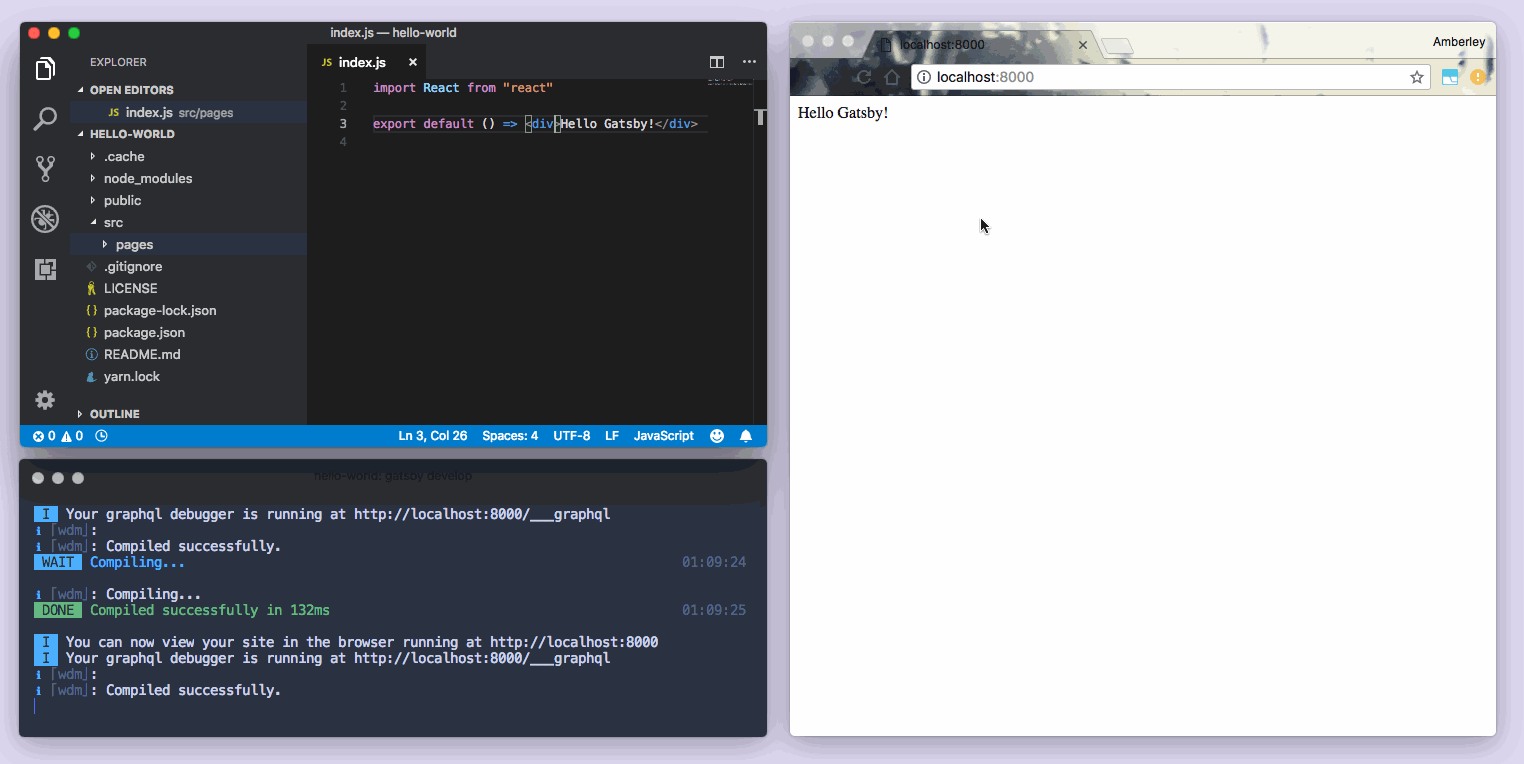 index.js — hello-world
EXPLORER
OPEN EDITORS
JS index.js src/pages
HELLO-WORLD
.cache
node_modules
public
src
pages
.gitignore
LICENSE
{} package-lock.json
{} package.json
README.md
yarn.lock
OUTLINE
JS index.js ×
1 import React from "react"
2
3 export default () => <div>Hello Gatsby!</div>
4
0 0
Ln 3, Col 26 Spaces: 4 UTF-8 LF JavaScript
hello-world: gatsby develop
I Your graphql debugger is running at http://localhost:8000/___graphql
i ⌈wdm⌋:
i ⌈wdm⌋: Compiled successfully.
WAIT Compiling... 01:09:24
i ⌈wdm⌋: Compiling...
DONE Compiled successfully in 132ms 01:09:25
I You can now view your site in the browser running at http://localhost:8000
I Your graphql debugger is running at http://localhost:8000/___graphql
i ⌈wdm⌋:
i ⌈wdm⌋: Compiled successfully.
localhost:8000
Amberley
localhost:8000
Hello Gatsby!